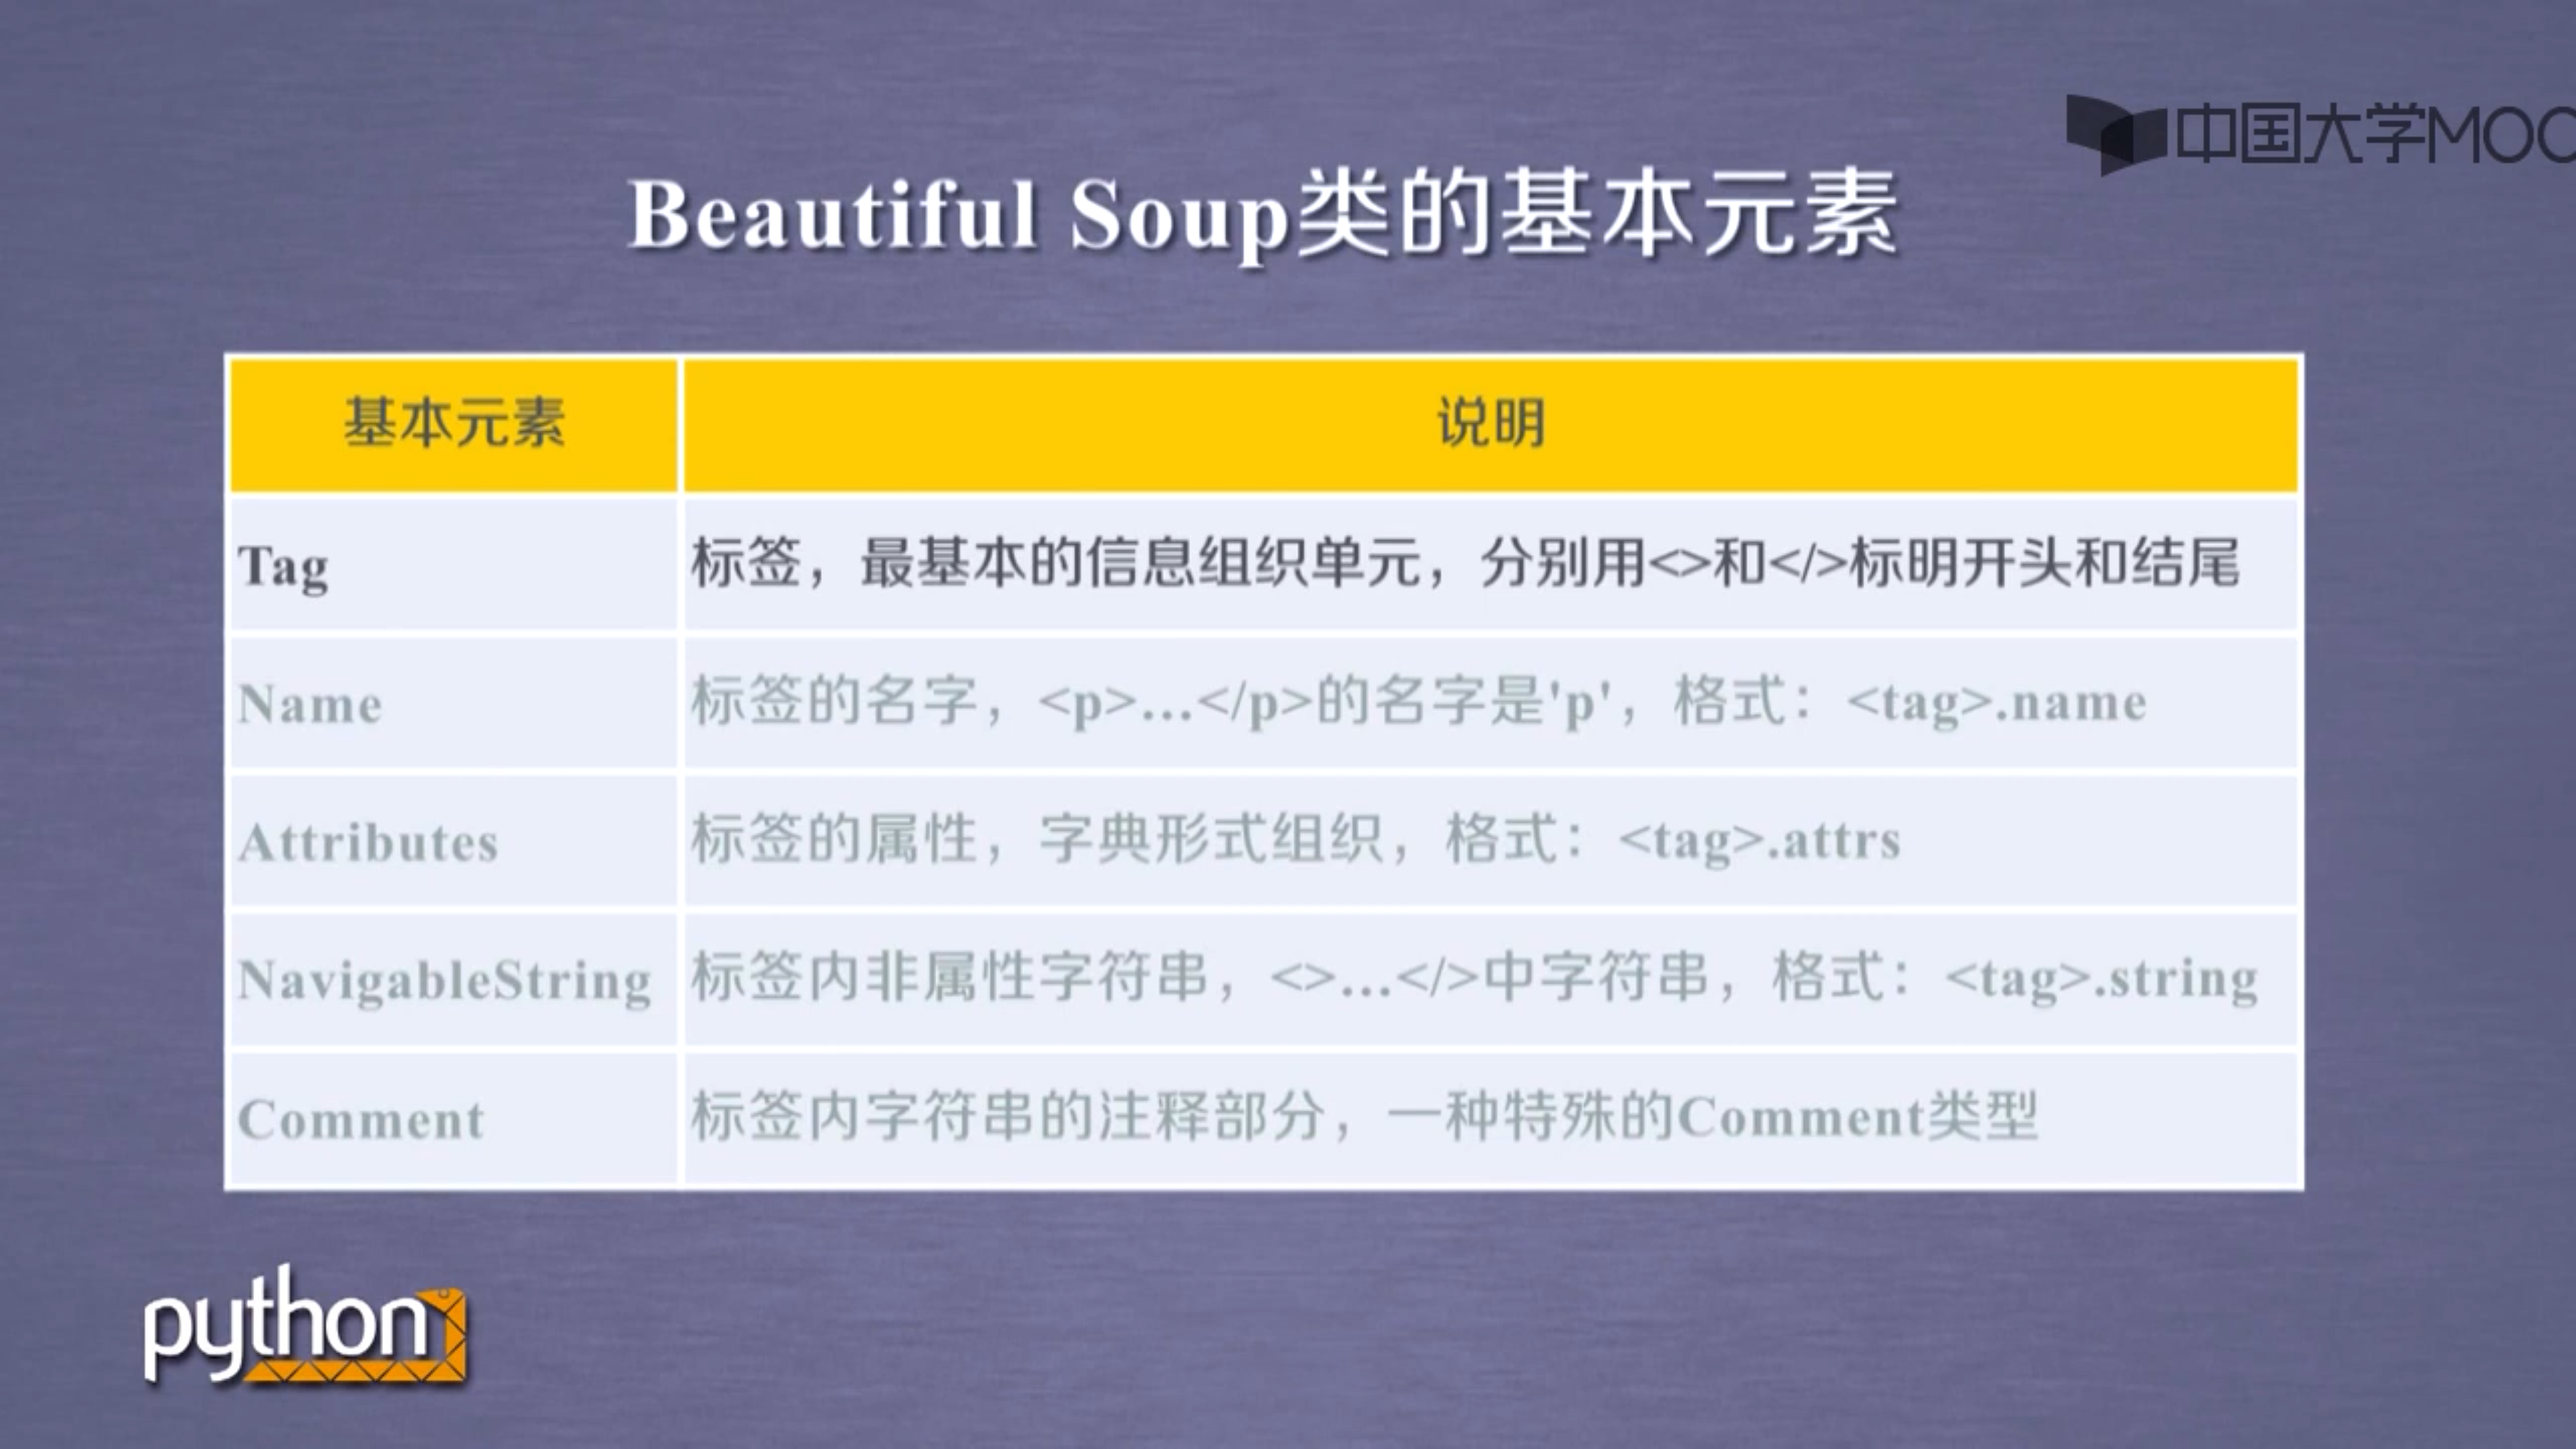 中国大学MOO
Beautiful Soup类的基本元素
基本元素 说明
Tag 标签，最基本的信息组织单元，分别用<>和</>标明开头和结尾
Name 标签的名字，<p>…</p>的名字是'p'，格式：<tag>.name
Attributes 标签的属性，字典形式组织，格式：<tag>.attrs
NavigableString 标签内非属性字符串，<>…</>中字符串，格式：<tag>.string
Comment 标签内字符串的注释部分，一种特殊的Comment类型
python